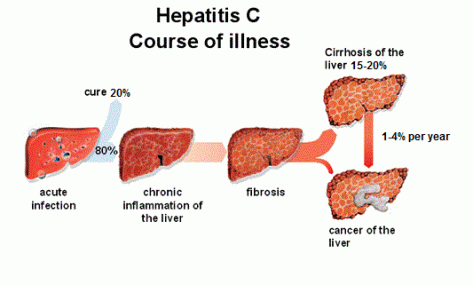 Hepatitis C
Course of illness
Cirrhosis of the
liver 15-20%
cure 20%
1-4% per year
80%
acute
infection
chronic
inflammation of
the liver
fibrosis
cancer of the
liver